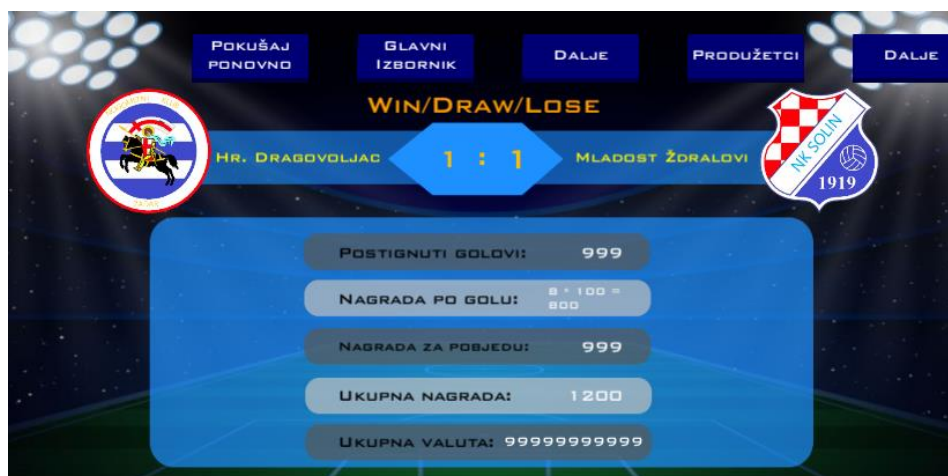 POKUŠAJ PONOVNO
GLAVNI IZBORNIK
DALJE
PRODUŽETCI
DALJE
WIN/DRAW/LOSE
HR. DRAGOVOLJAC 1 : 1 MLADOST ŽDRALOVI
NK SOLIN
1919
POSTIGNUTI GOLOVI: 999
NAGRADA PO GOLU: 8 * 100 = 800
NAGRADA ZA POBJEDU: 999
UKUPNA NAGRADA: 1200
UKUPNA VALUTA: 99999999999